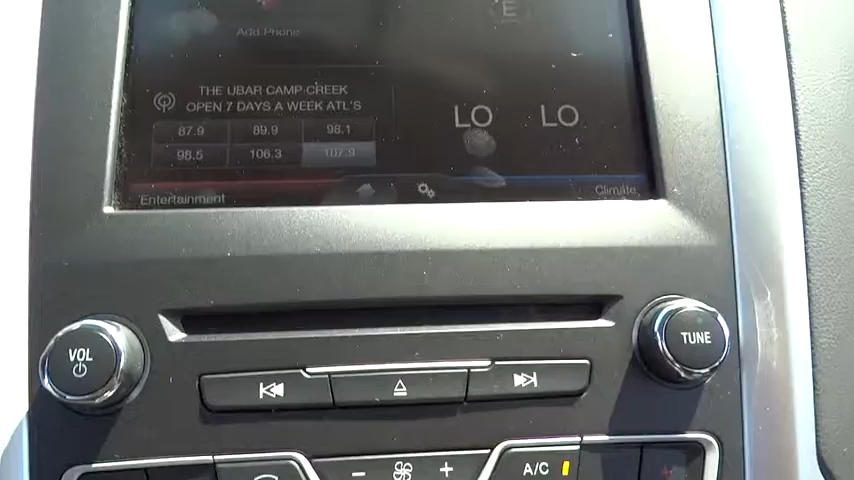 E
Add Phone
THE UBAR CAMP CREEK
OPEN 7 DAYS A WEEK ATL'S
LO LO
87.9 89.9 98.1
98.5 106.3 107.9
Entertainment
Climate
VOL
TUNE
- +
A/C